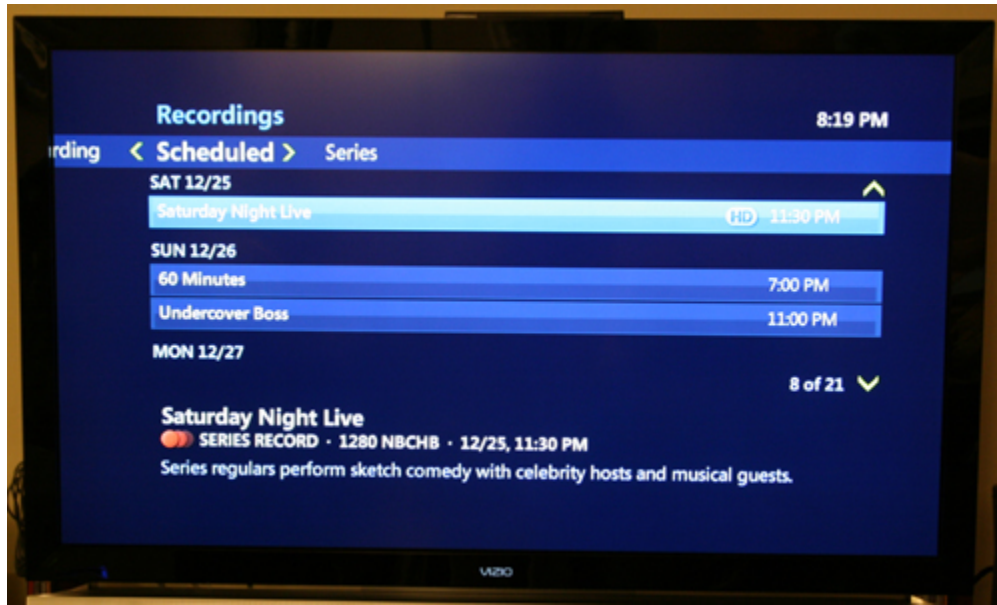 Recordings 8:19 PM
rding < Scheduled > Series
SAT 12/25
Saturday Night Live HD 11:30 PM
SUN 12/26
60 Minutes 7:00 PM
Undercover Boss 11:00 PM
MON 12/27
8 of 21
Saturday Night Live
SERIES RECORD · 1280 NBCHB · 12/25, 11:30 PM
Series regulars perform sketch comedy with celebrity hosts and musical guests.
VIZIO